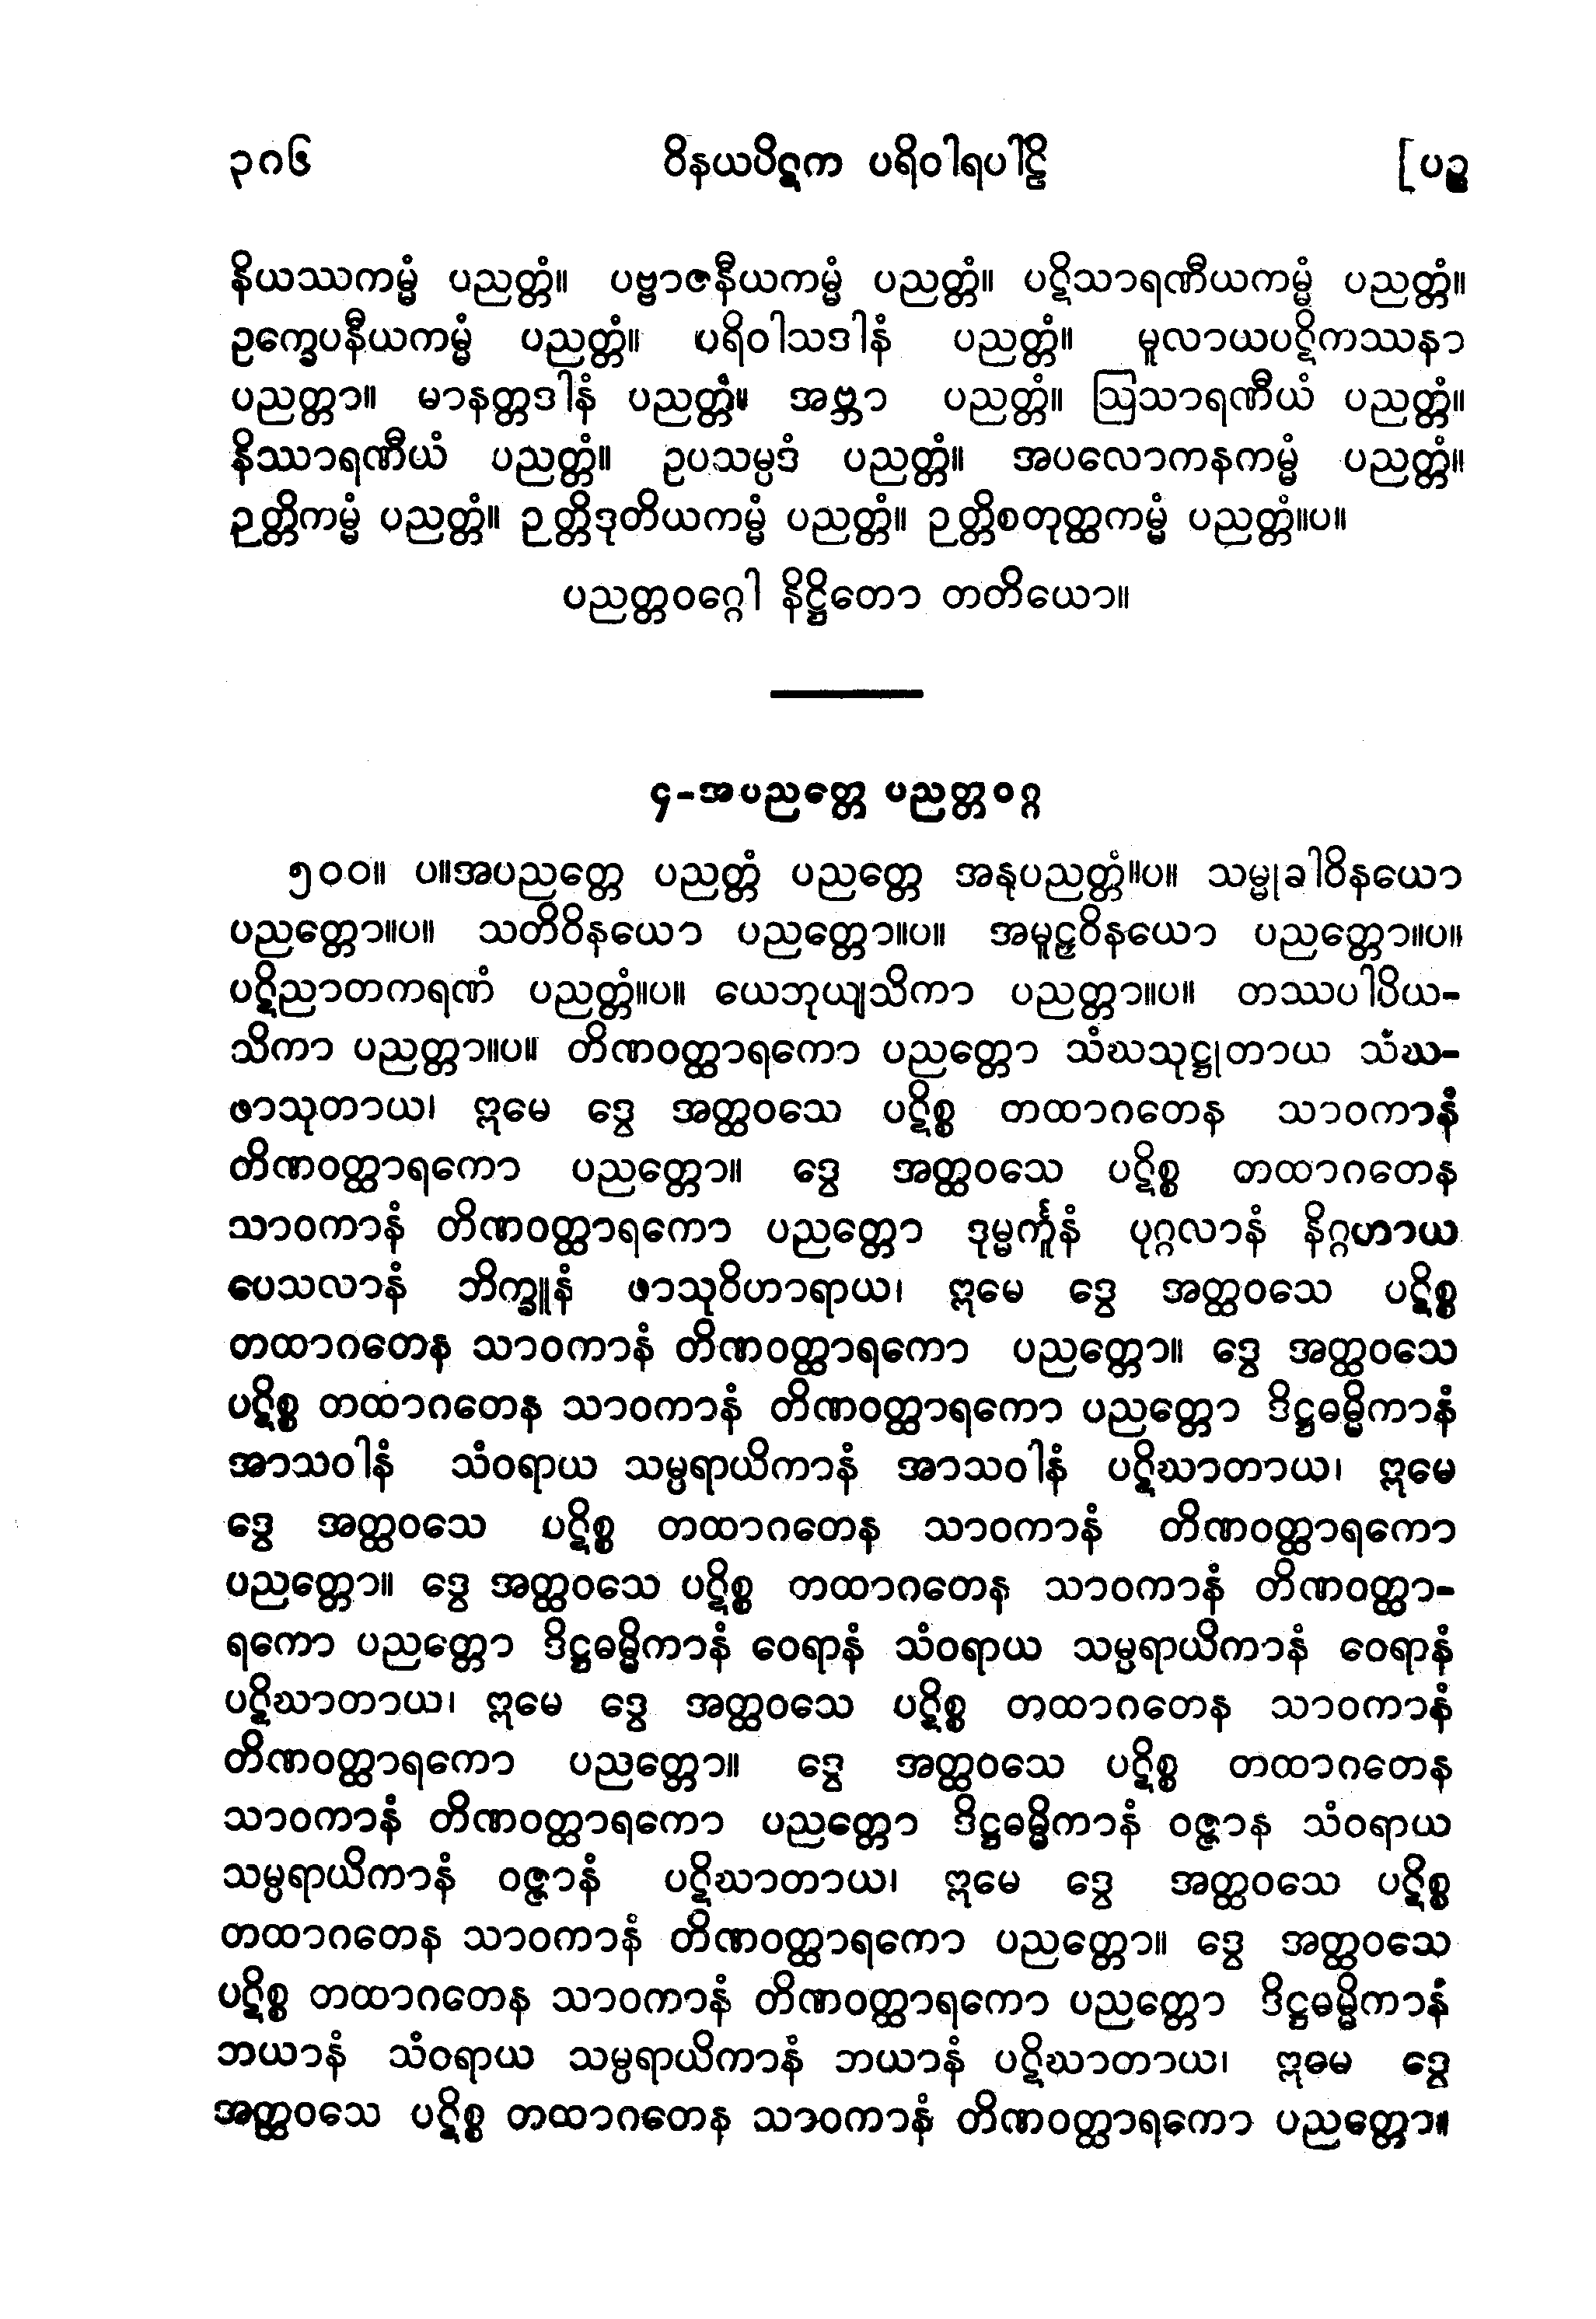 ၃၈၆ ဝိနယပိဋက ပရိဝါရပါဠိ [ပဉ္စ
နိယဿကမ္မံ ပညတ္တံ။ ပဗ္ဗာဇနီယကမ္မံ ပညတ္တံ။ ပဋိသာရဏီယကမ္မံ ပညတ္တံ။
ဥက္ခေပနီယကမ္မံ ပညတ္တံ။ ပရိဝါသဒါနံ ပညတ္တံ။ မူလာယပဋိကဿနာ
ပညတ္တာ။ မာနတ္တဒါနံ ပညတ္တံ။ အဗ္ဘာ ပညတ္တံ။ ဩသာရဏီယံ ပညတ္တံ။
နိဿာရဏီယံ ပညတ္တံ။ ဥပသမ္ပဒံ ပညတ္တံ။ အပလောကနကမ္မံ ပညတ္တံ။
ဉတ္တိကမ္မံ ပညတ္တံ။ ဉတ္တိဒုတိယကမ္မံ ပညတ္တံ။ ဉတ္တိစတုတ္ထကမ္မံ ပညတ္တံ။ပ။
ပညတ္တဝဂ္ဂေါ နိဋ္ဌိတော တတိယော။
၄-အပညတ္တေ ပညတ္တဝဂ္ဂ
၅၀၀။ ပ။အပညတ္တေ ပညတ္တံ ပညတ္တေ အနုပညတ္တံ။ပ။ သမ္မုခါဝိနယော
ပညတ္တော။ပ။ သတိဝိနယော ပညတ္တော။ပ။ အမူဠှဝိနယော ပညတ္တော။ပ။
ပဋိညာတကရဏံ ပညတ္တံ။ပ။ ယေဘုယျသိကာ ပညတ္တာ။ပ။ တဿပါပိယ-
သိကာ ပညတ္တာ။ပ။ တိဏဝတ္ထာရကော ပညတ္တော သံဃသုဋ္ဌုတာယ သံဃ-
ဖာသုတာယ၊ ဣမေ ဒွေ အတ္ထဝသေ ပဋိစ္စ တထာဂတေန သာဝကာနံ
တိဏဝတ္ထာရကော ပညတ္တော။ ဒွေ အတ္ထဝသေ ပဋိစ္စ တထာဂတေန
သာဝကာနံ တိဏဝတ္ထာရကော ပညတ္တော ဒုမ္မင်္ကူနံ ပုဂ္ဂလာနံ နိဂ္ဂဟာယ
ပေသလာနံ ဘိက္ခူနံ ဖာသုဝိဟာရာယ၊ ဣမေ ဒွေ အတ္ထဝသေ ပဋိစ္စ
တထာဂတေန သာဝကာနံ တိဏဝတ္ထာရကော ပညတ္တော။ ဒွေ အတ္ထဝသေ
ပဋိစ္စ တထာဂတေန သာဝကာနံ တိဏဝတ္ထာရကော ပညတ္တော ဒိဋ္ဌဓမ္မိကာနံ
အာသဝါနံ သံဝရာယ သမ္ပရာယိကာနံ အာသဝါနံ ပဋိဃာတာယ၊ ဣမေ
ဒွေ အတ္ထဝသေ ပဋိစ္စ တထာဂတေန သာဝကာနံ တိဏဝတ္ထာရကော
ပညတ္တော။ ဒွေ အတ္ထဝသေ ပဋိစ္စ တထာဂတေန သာဝကာနံ တိဏဝတ္ထာ-
ရကော ပညတ္တော ဒိဋ္ဌဓမ္မိကာနံ ဝေရာနံ သံဝရာယ သမ္ပရာယိကာနံ ဝေရာနံ
ပဋိဃာတာယ၊ ဣမေ ဒွေ အတ္ထဝသေ ပဋိစ္စ တထာဂတေန သာဝကာနံ
တိဏဝတ္ထာရကော ပညတ္တော။ ဒွေ အတ္ထဝသေ ပဋိစ္စ တထာဂတေန
သာဝကာနံ တိဏဝတ္ထာရကော ပညတ္တော ဒိဋ္ဌဓမ္မိကာနံ ဝဇ္ဇာန သံဝရာယ
သမ္ပရာယိကာနံ ဝဇ္ဇာနံ ပဋိဃာတာယ၊ ဣမေ ဒွေ အတ္ထဝသေ ပဋိစ္စ
တထာဂတေန သာဝကာနံ တိဏဝတ္ထာရကော ပညတ္တော။ ဒွေ အတ္ထဝသေ
ပဋိစ္စ တထာဂတေန သာဝကာနံ တိဏဝတ္ထာရကော ပညတ္တော ဒိဋ္ဌဓမ္မိကာနံ
ဘယာနံ သံဝရာယ သမ္ပရာယိကာနံ ဘယာနံ ပဋိဃာတာယ၊ ဣမေ ဒွေ
အတ္ထဝသေ ပဋိစ္စ တထာဂတေန သာဝကာနံ တိဏဝတ္ထာရကော ပညတ္တော။